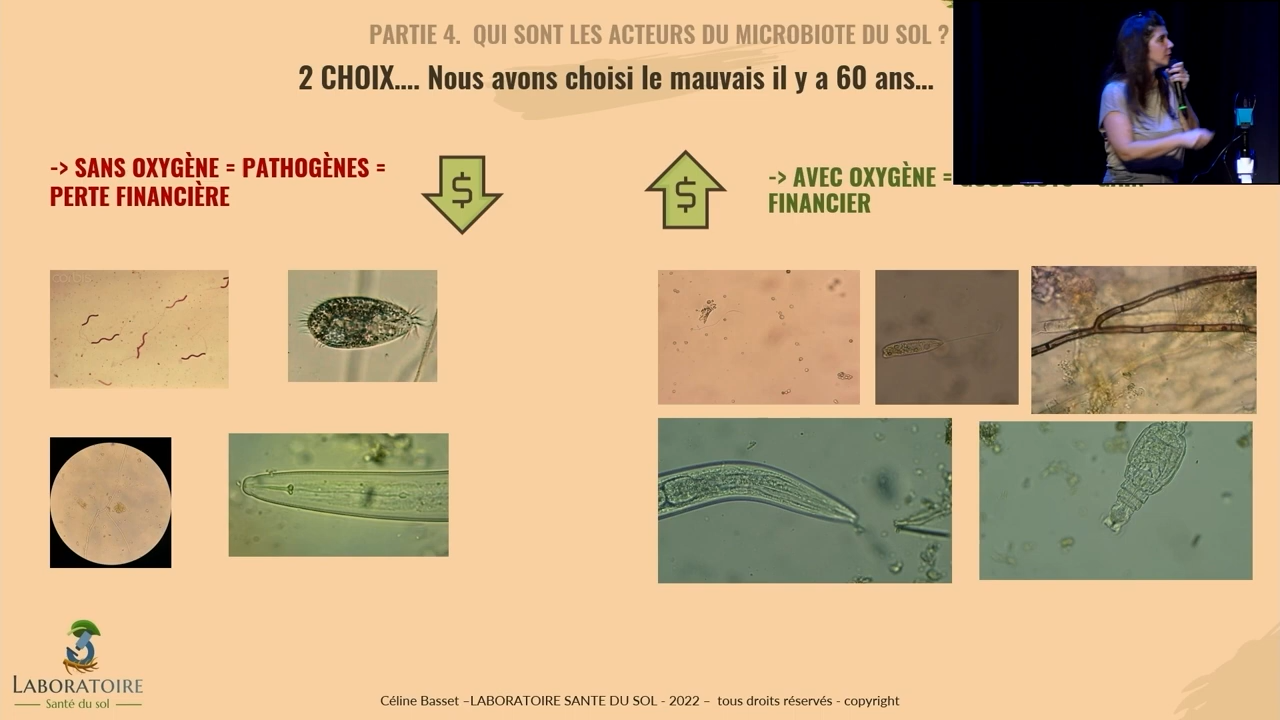 PARTIE 4. QUI SONT LES ACTEURS DU MICROBIOTE DU SOL ?
2 CHOIX.... Nous avons choisi le mauvais il y a 60 ans...
-> SANS OXYGÈNE = PATHOGÈNES =
PERTE FINANCIÈRE
$
$
-> AVEC OXYGÈNE =
FINANCIER
LABORATOIRE
Santé du sol
Céline Basset –LABORATOIRE SANTE DU SOL - 2022 – tous droits réservés - copyright